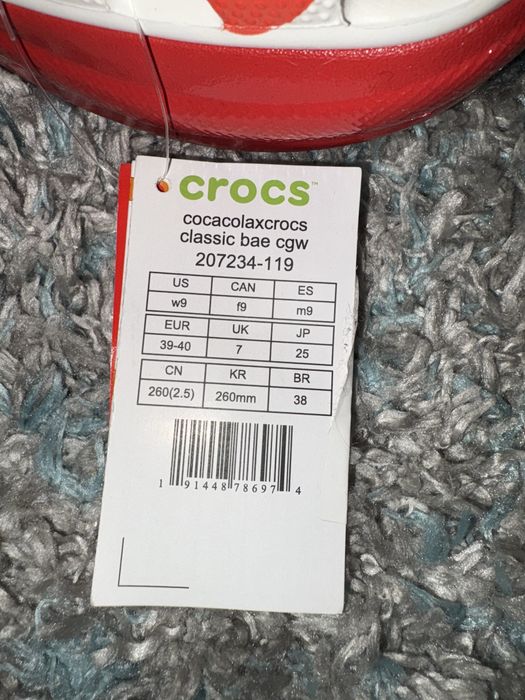 crocs™
cocacolaxcrocs
classic bae cgw
207234-119
US CAN ES
w9 f9 m9
EUR UK JP
39-40 7 25
CN KR BR
260(2.5) 260mm 38
1 91448 78697 4